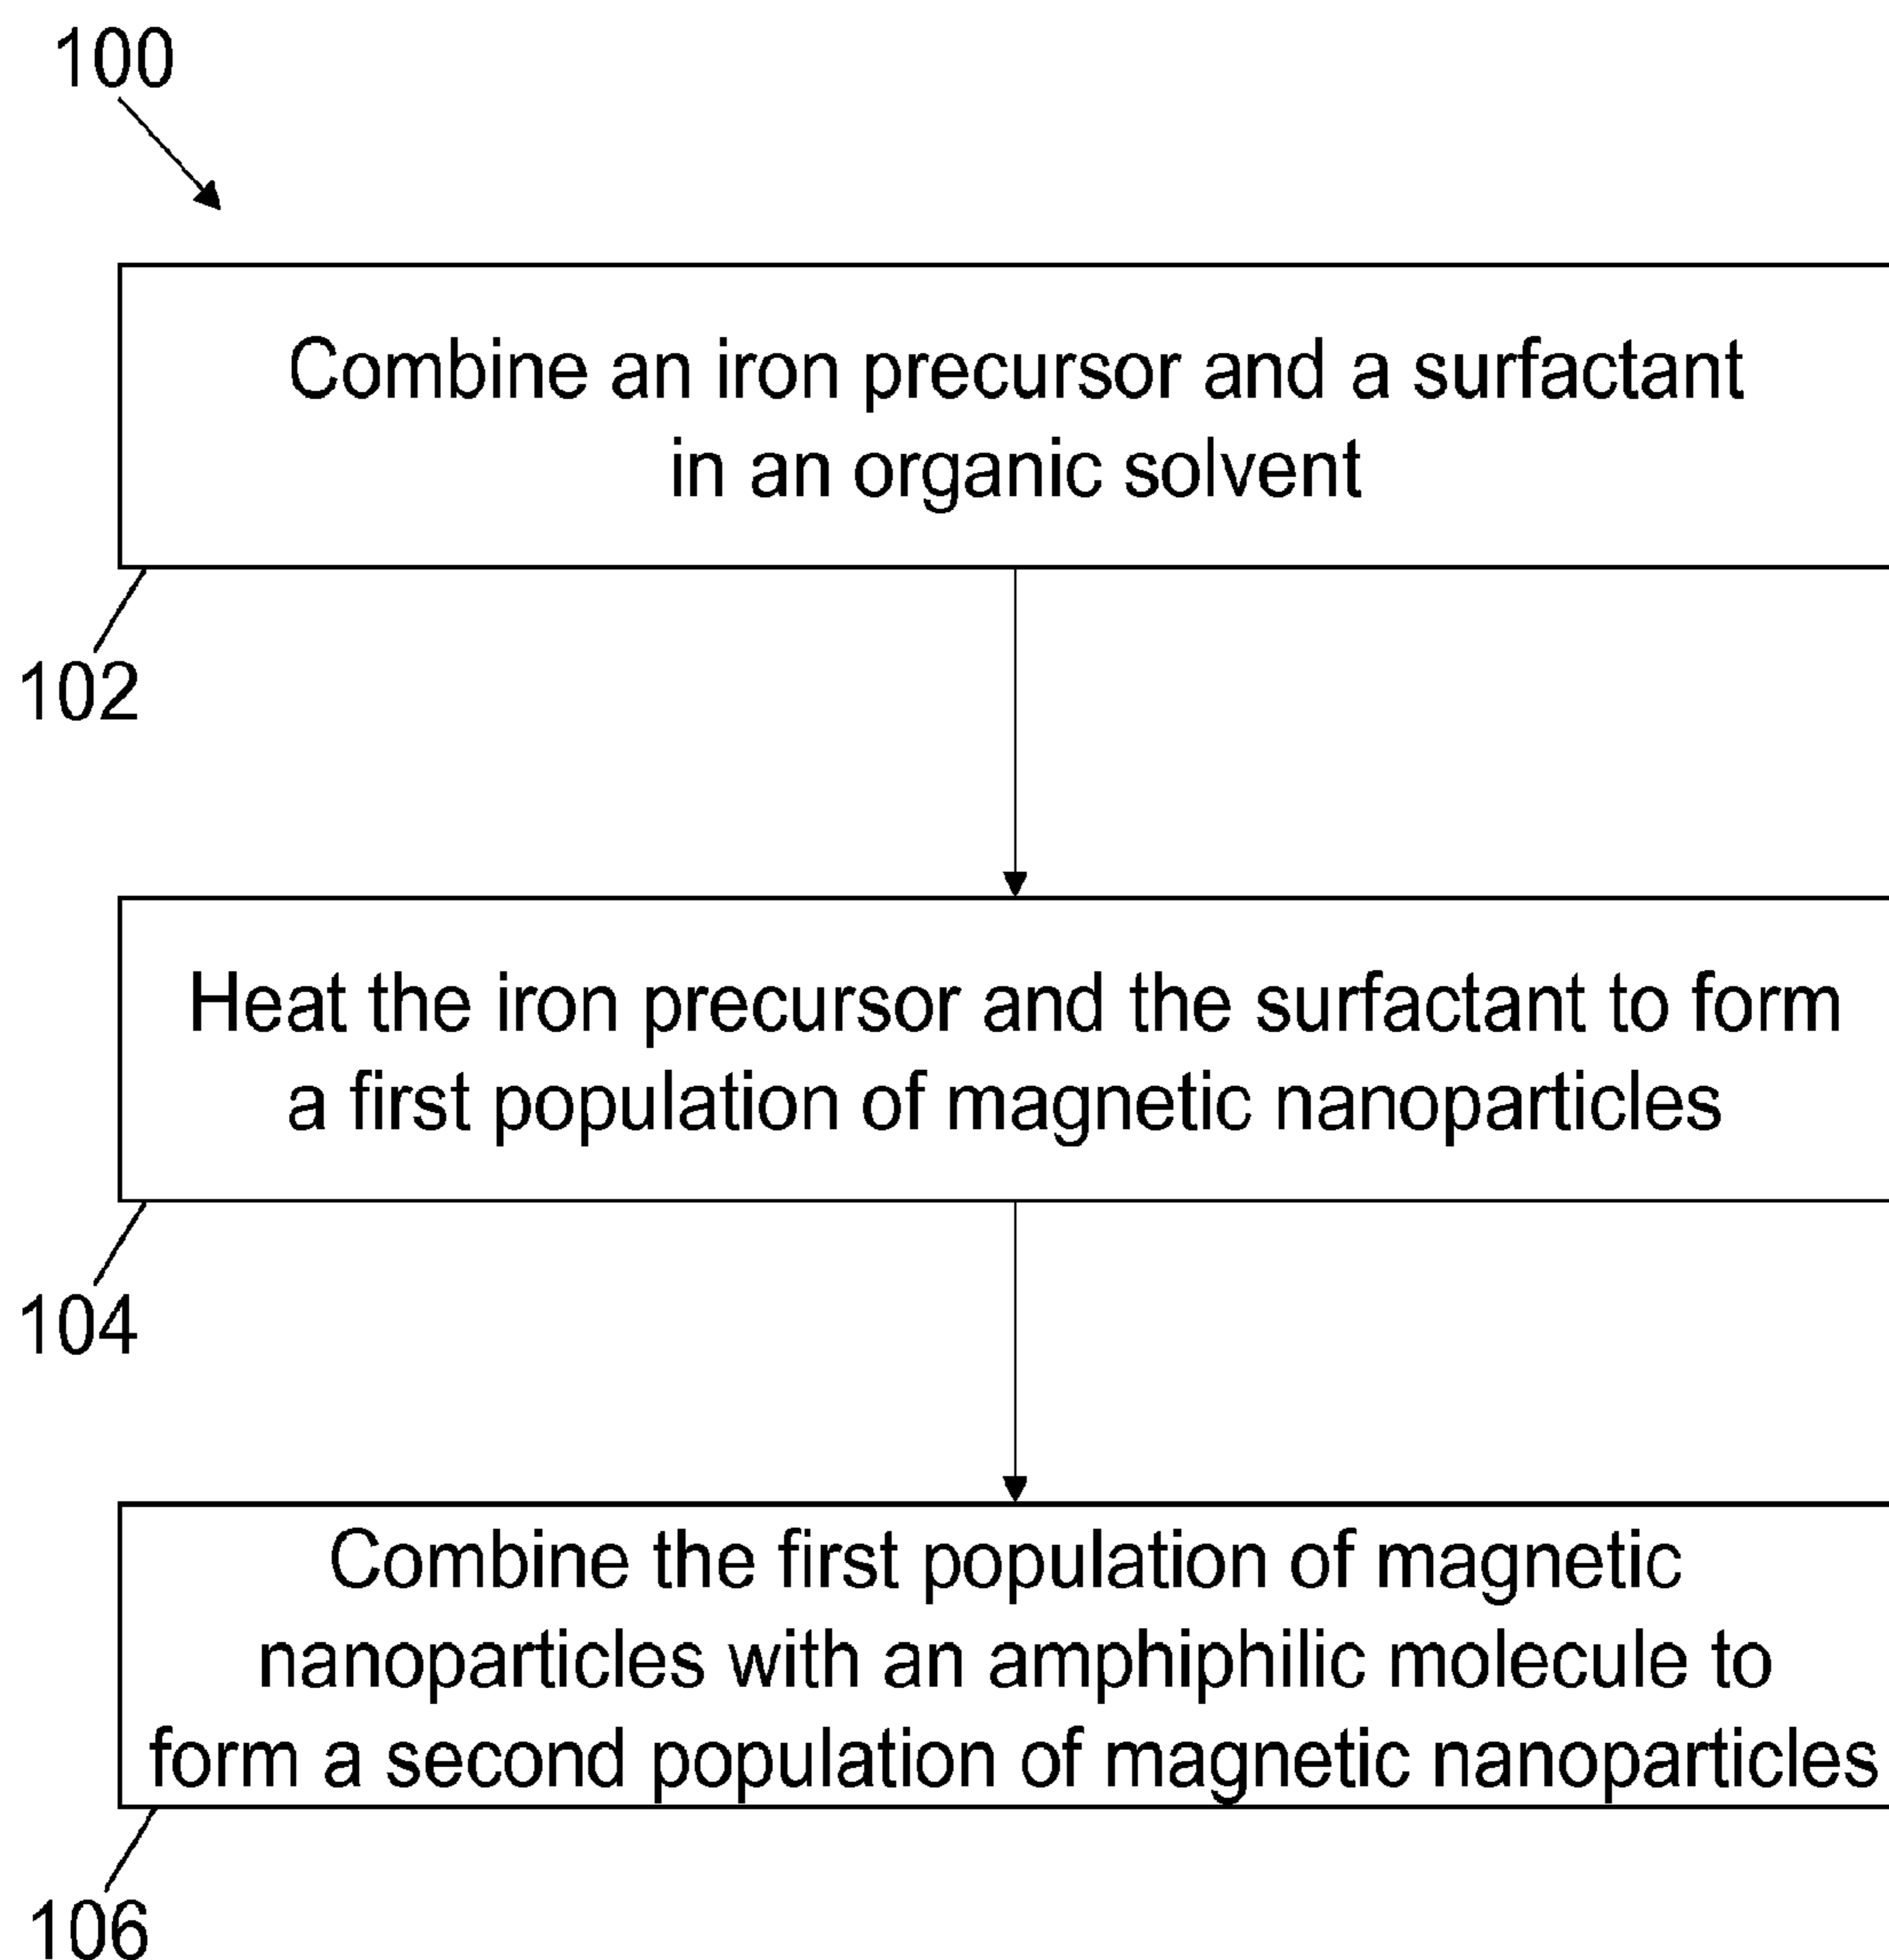 100
Combine an iron precursor and a surfactant
in an organic solvent
102
Heat the iron precursor and the surfactant to form
a first population of magnetic nanoparticles
104
Combine the first population of magnetic
nanoparticles with an amphiphilic molecule to
form a second population of magnetic nanoparticles
106